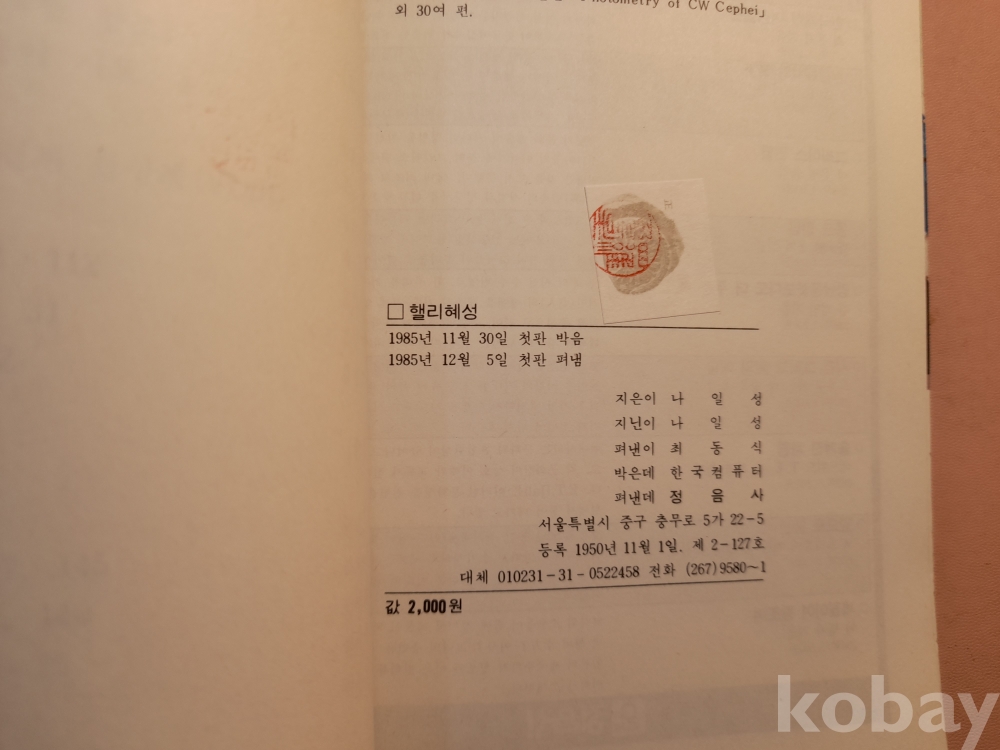 Photometry of CW Cephei」
외 30여 편.
□ 핼리혜성
1985년 11월 30일 첫판 박음
1985년 12월 5일 첫판 펴냄
지은이 나 일 성
지닌이 나 일 성
펴낸이 최 동 식
박은데 한국컴퓨터
펴낸데 정 음 사
서울특별시 중구 충무로 5가 22-5
등록 1950년 11월 1일. 제 2-127호
대체 010231-31-0522458 전화 (267)9580~1
값 2,000원
kobay